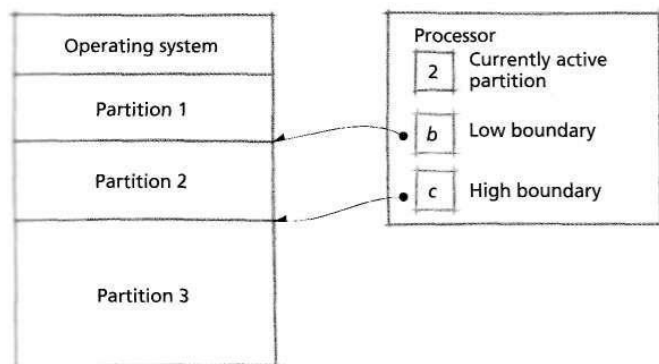 Operating system
Partition 1
Partition 2
Partition 3
Processor
2
Currently active
partition
b
Low boundary
c
High boundary